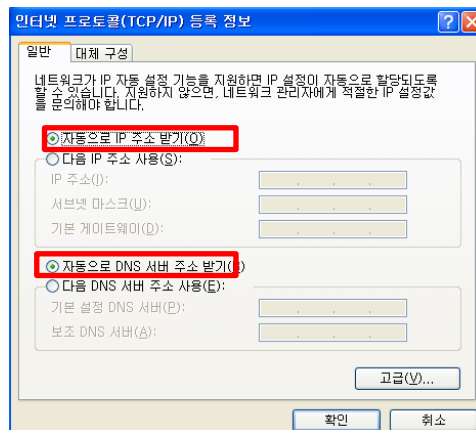 인터넷 프로토콜(TCP/IP) 등록 정보
일반
대체 구성
네트워크가 IP 자동 설정 기능을 지원하면 IP 설정이 자동으로 할당되도록
할 수 있습니다. 지원하지 않으면, 네트워크 관리자에게 적절한 IP 설정값
을 문의해야 합니다.
자동으로 IP 주소 받기(O)
다음 IP 주소 사용(S):
IP 주소(I):
서브넷 마스크(U):
기본 게이트웨이(D):
자동으로 DNS 서버 주소 받기(
다음 DNS 서버 주소 사용(E):
기본 설정 DNS 서버(P):
보조 DNS 서버(A):
고급(V)...
확인
취소